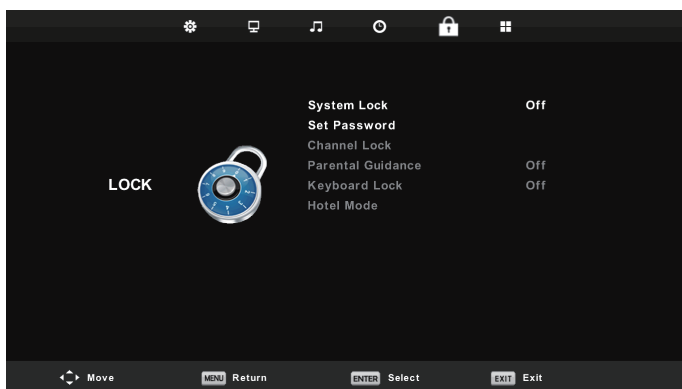 System Lock Off
Set Password
Channel Lock
Parental Guidance Off
LOCK
Keyboard Lock Off
Hotel Mode
Move MENU Return ENTER Select EXIT Exit